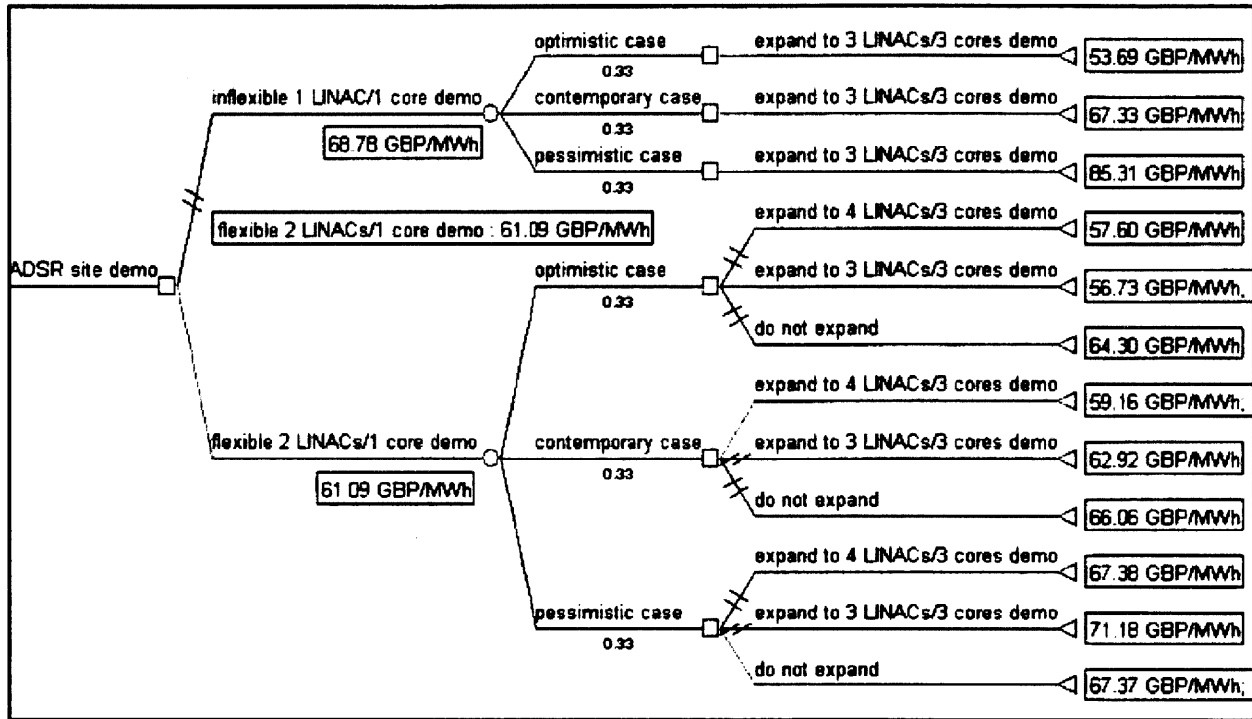 optimistic case
0.33
expand to 3 LINACs/3 cores demo
53.69 GBP/MWh
inflexible 1 LINAC/1 core demo
68.78 GBP/MWh
contemporary case
0.33
expand to 3 LINACs/3 cores demo
67.33 GBP/MWh
pessimistic case
0.33
expand to 3 LINACs/3 cores demo
85.31 GBP/MWh
flexible 2 LINACs/1 core demo : 61.09 GBP/MWh
ADSR site demo
optimistic case
0.33
expand to 4 LINACs/3 cores demo
57.60 GBP/MWh
expand to 3 LINACs/3 cores demo
56.73 GBP/MWh,
do not expand
64.30 GBP/MWh
flexible 2 LINACs/1 core demo
61.09 GBP/MWh
contemporary case
0.33
expand to 4 LINACs/3 cores demo
59.16 GBP/MWh;
expand to 3 LINACs/3 cores demo
62.92 GBP/MWh
do not expand
66.06 GBP/MWh
pessimistic case
0.33
expand to 4 LINACs/3 cores demo
67.38 GBP/MWh
expand to 3 LINACs/3 cores demo
71.18 GBP/MWh
do not expand
67.37 GBP/MWh;